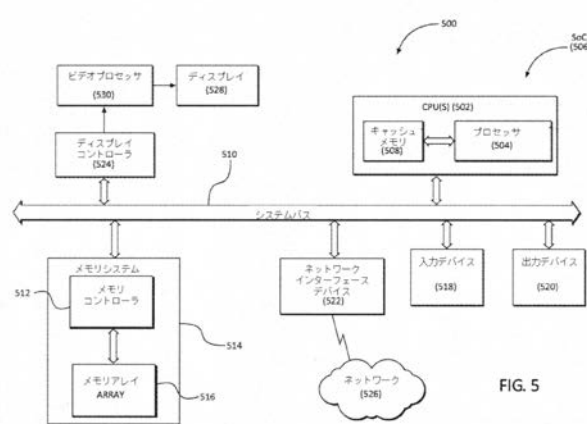 500
SoC
(506)
ビデオプロセッサ
(530)
ディスプレイ
(528)
CPU(S) (502)
キャッシュ
メモリ
(508)
プロセッサ
(504)
ディスプレイ
コントローラ
(524)
510
システムバス
メモリシステム
512
メモリ
コントローラ
514
メモリアレイ
ARRAY
516
ネットワーク
インターフェース
デバイス
(522)
入力デバイス
(518)
出力デバイス
(520)
ネットワーク
(526)
FIG. 5